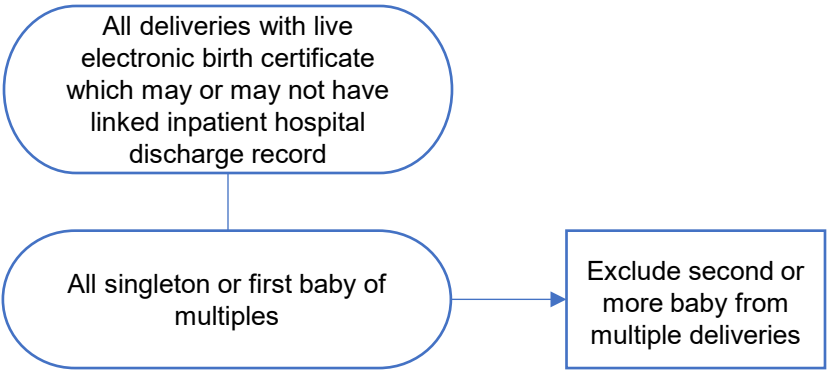 All deliveries with live
electronic birth certificate
which may or may not have
linked inpatient hospital
discharge record
All singleton or first baby of
multiples
Exclude second or
more baby from
multiple deliveries